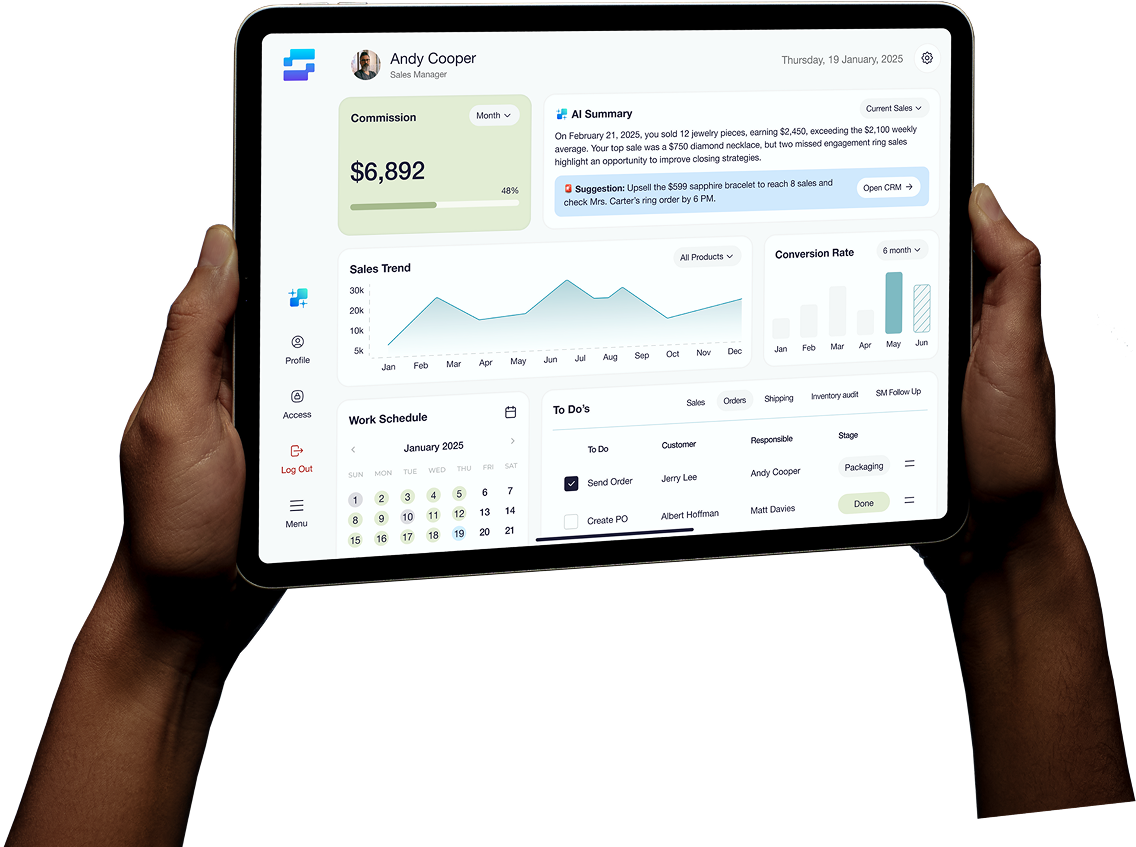 Andy Cooper
Sales Manager
Thursday, 19 January, 2025
Commission
Month
$6,892
48%
AI Summary
Current Sales
On February 21, 2025, you sold 12 jewelry pieces, earning $2,450, exceeding the $2,100 weekly
average. Your top sale was a $750 diamond necklace, but two missed engagement ring sales
highlight an opportunity to improve closing strategies.
Suggestion: Upsell the $599 sapphire bracelet to reach 8 sales and
check Mrs. Carter's ring order by 6 PM.
Open CRM →
Sales Trend
All Products
30k
20k
10k
5k
Jan Feb Mar Apr May Jun Jul Aug Sep Oct Nov Dec
Conversion Rate
6 month
Jan Feb Mar Apr May Jun
Profile
Access
Log Out
Menu
Work Schedule
January 2025
SUN MON TUE WED THU FRI SAT
1 2 3 4 5 6 7
8 9 10 11 12 13 14
15 16 17 18 19 20 21
To Do's
Sales Orders Shipping Inventory audit SM Follow Up
To Do Customer Responsible Stage
Send Order Jerry Lee Andy Cooper Packaging
Create PO Albert Hoffman Matt Davies Done